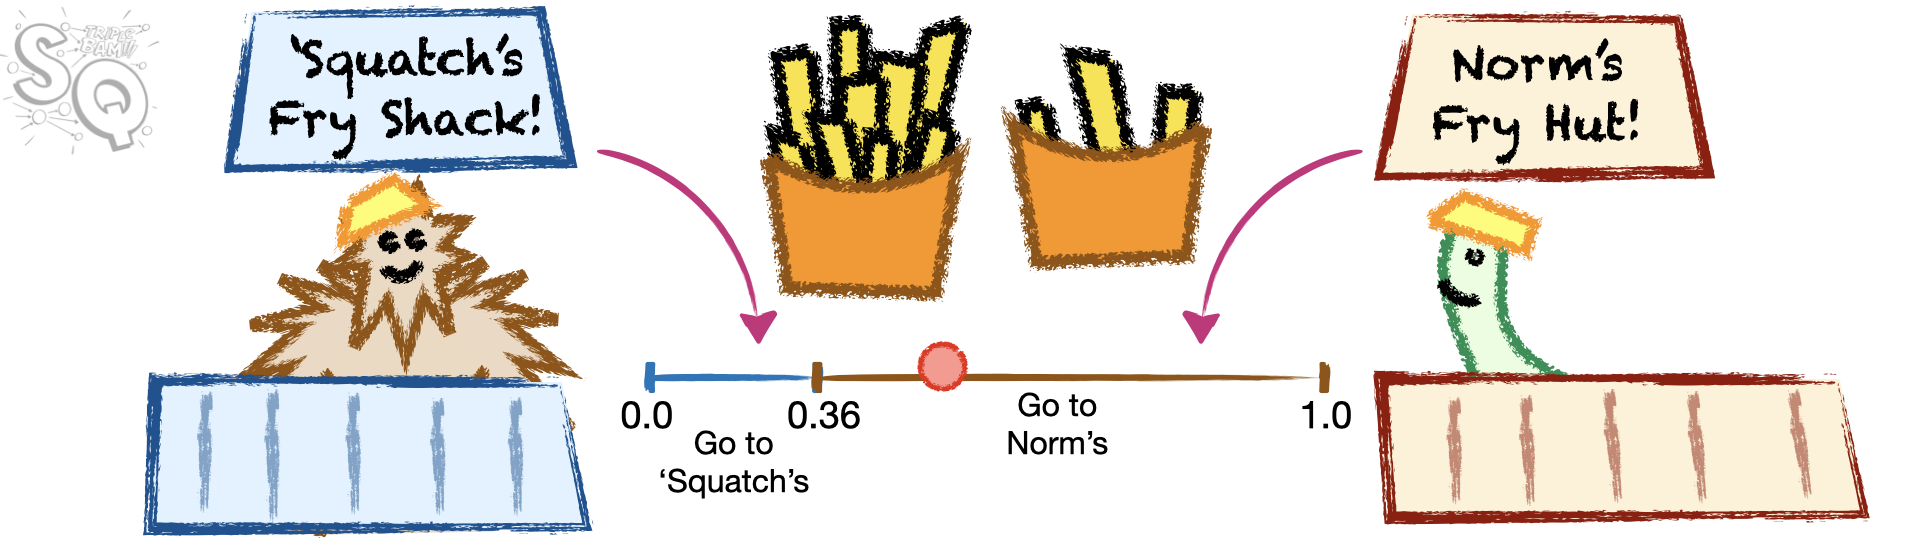 SQ
TRIPLE
BAM!!!
‘Squatch’s
Fry Shack!
Norm’s
Fry Hut!
0.0
0.36
1.0
Go to
‘Squatch’s
Go to
Norm’s